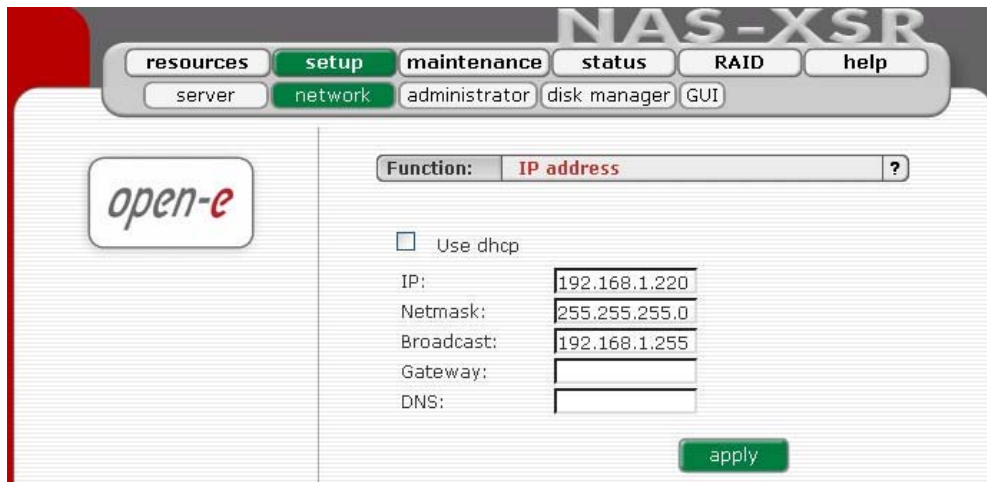 NAS-XSR
resources setup maintenance status RAID help
server network administrator disk manager GUI
open-e
Function: IP address ?
Use dhcp
IP: 192.168.1.220
Netmask: 255.255.255.0
Broadcast: 192.168.1.255
Gateway:
DNS:
apply